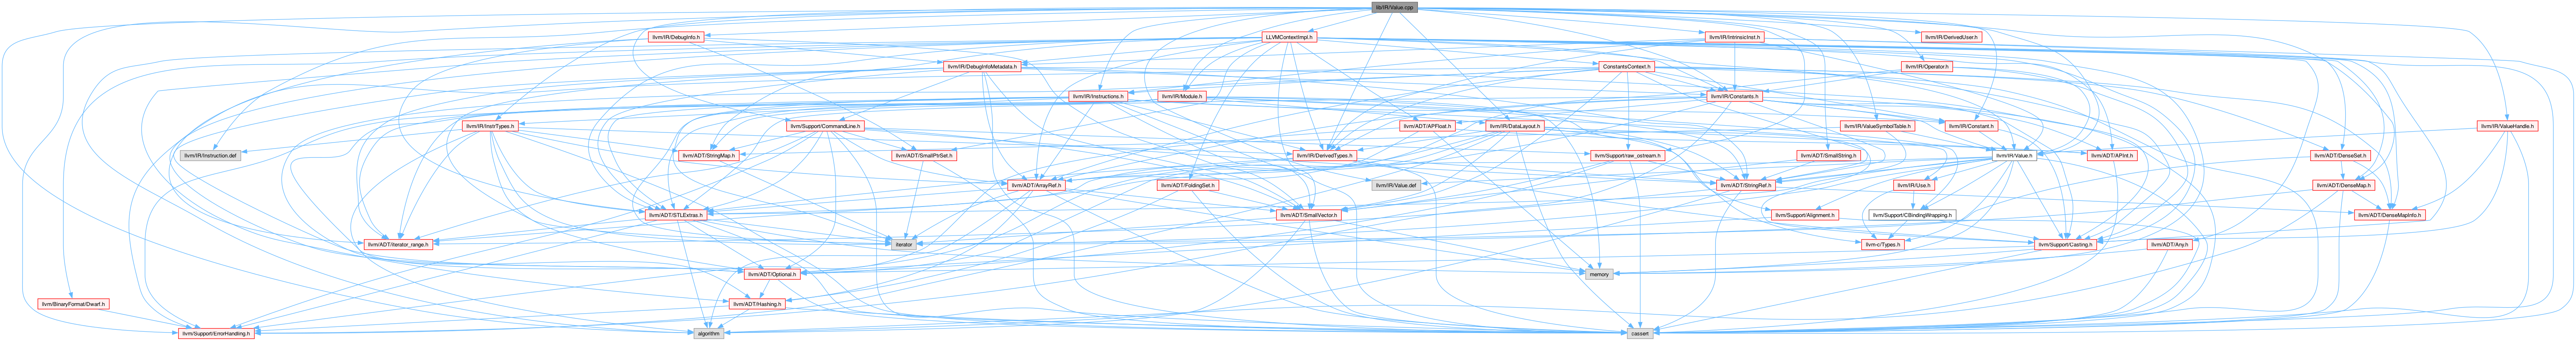 lib/IR/Value.cpp
llvm/IR/DebugInfo.h
LLVMContextImpl.h
llvm/IR/IntrinsicInst.h
llvm/IR/DerivedUser.h
llvm/IR/DebugInfoMetadata.h
ConstantsContext.h
llvm/IR/Operator.h
llvm/IR/Instructions.h
llvm/IR/Module.h
llvm/IR/Constants.h
llvm/IR/InstrTypes.h
llvm/Support/CommandLine.h
llvm/ADT/APFloat.h
llvm/IR/DataLayout.h
llvm/IR/ValueSymbolTable.h
llvm/IR/Constant.h
llvm/IR/ValueHandle.h
llvm/IR/Instruction.def
llvm/ADT/StringMap.h
llvm/ADT/SmallPtrSet.h
llvm/IR/DerivedTypes.h
llvm/Support/raw_ostream.h
llvm/ADT/SmallString.h
llvm/IR/Value.h
llvm/ADT/APInt.h
llvm/ADT/DenseSet.h
llvm/ADT/ArrayRef.h
llvm/ADT/FoldingSet.h
llvm/IR/Value.def
llvm/ADT/StringRef.h
llvm/IR/Use.h
llvm/ADT/DenseMap.h
llvm/ADT/STLExtras.h
llvm/ADT/SmallVector.h
llvm/Support/Alignment.h
llvm/Support/CBindingWrapping.h
llvm/ADT/DenseMapInfo.h
llvm/ADT/iterator_range.h
iterator
llvm-c/Types.h
llvm/Support/Casting.h
llvm/ADT/Any.h
llvm/ADT/Optional.h
memory
llvm/BinaryFormat/Dwarf.h
llvm/ADT/Hashing.h
llvm/Support/ErrorHandling.h
algorithm
cassert